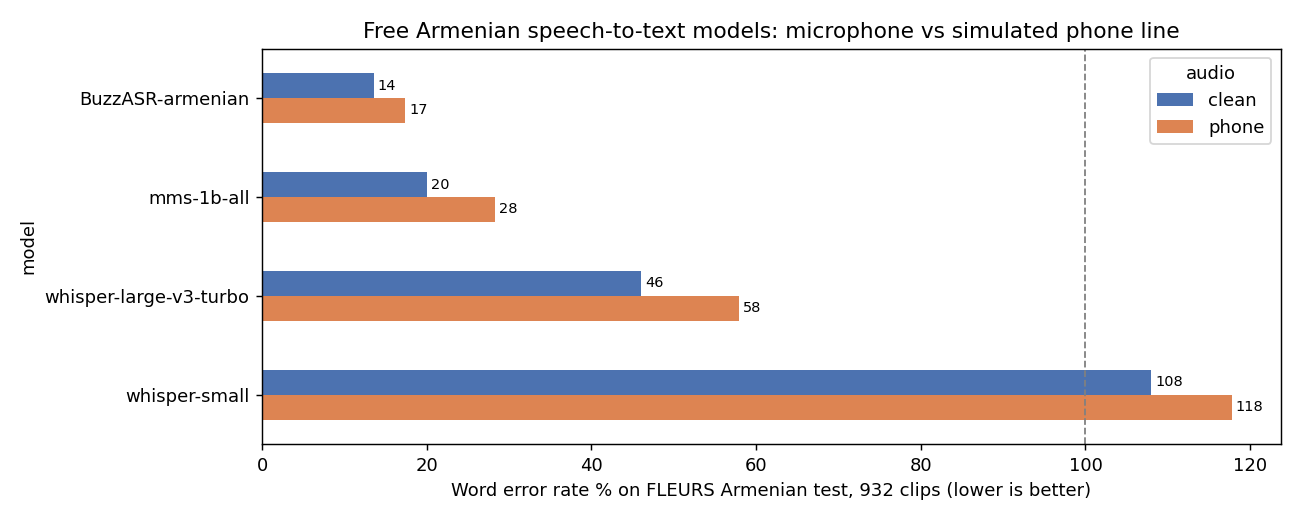 Free Armenian speech-to-text models: microphone vs simulated phone line
audio
clean
phone
model
BuzzASR-armenian
14
17
mms-1b-all
20
28
whisper-large-v3-turbo
46
58
whisper-small
108
118
0 20 40 60 80 100 120
Word error rate % on FLEURS Armenian test, 932 clips (lower is better)